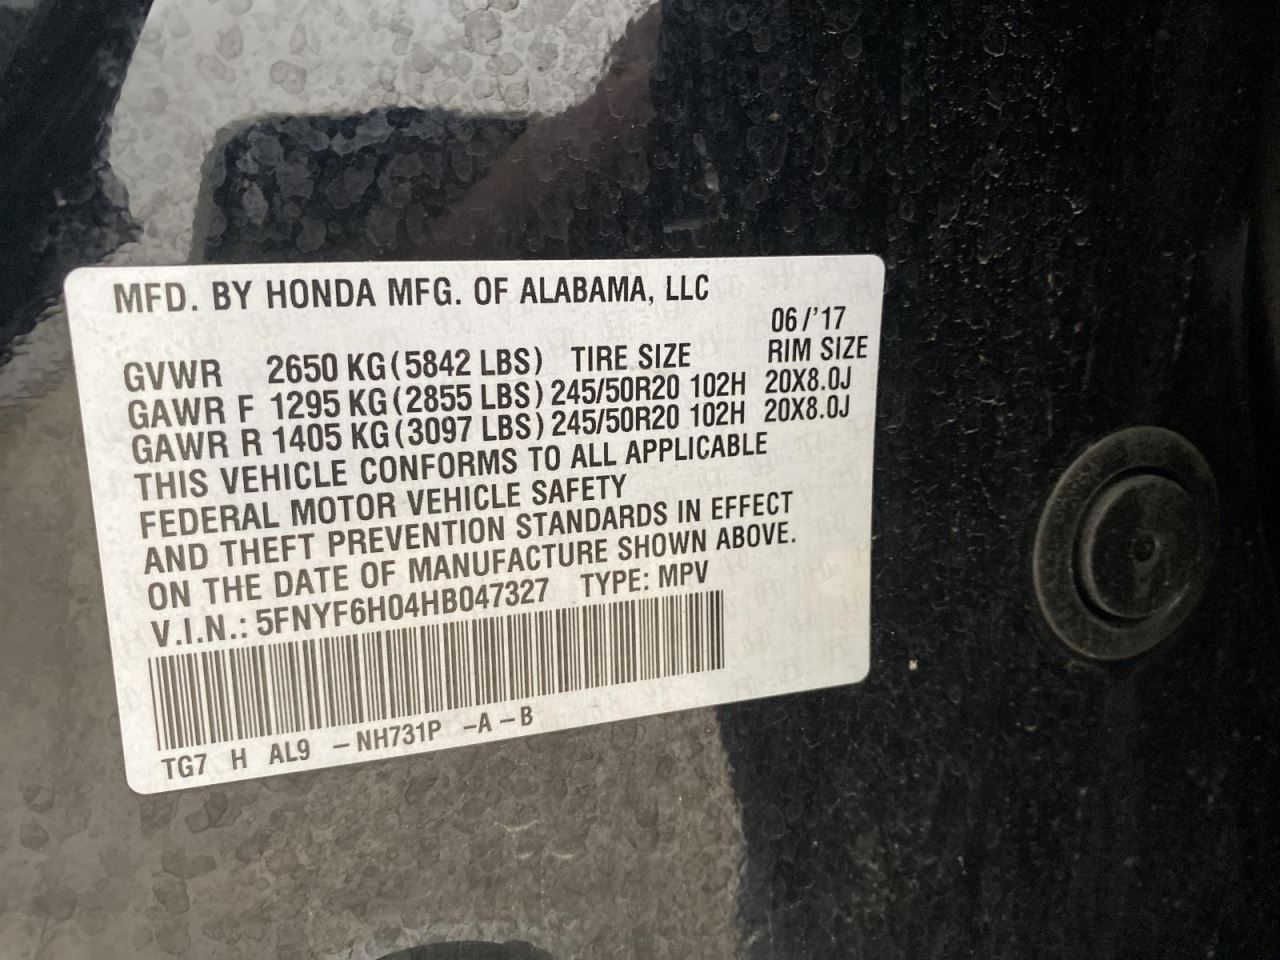 MFD. BY HONDA MFG. OF ALABAMA, LLC
06/'17
GVWR 2650 KG (5842 LBS) TIRE SIZE RIM SIZE
GAWR F 1295 KG (2855 LBS) 245/50R20 102H 20X8.0J
GAWR R 1405 KG (3097 LBS) 245/50R20 102H 20X8.0J
THIS VEHICLE CONFORMS TO ALL APPLICABLE
FEDERAL MOTOR VEHICLE SAFETY
AND THEFT PREVENTION STANDARDS IN EFFECT
ON THE DATE OF MANUFACTURE SHOWN ABOVE.
V.I.N.: 5FNYF6H04HB047327 TYPE: MPV
TG7 H AL9 - NH731P -A - B